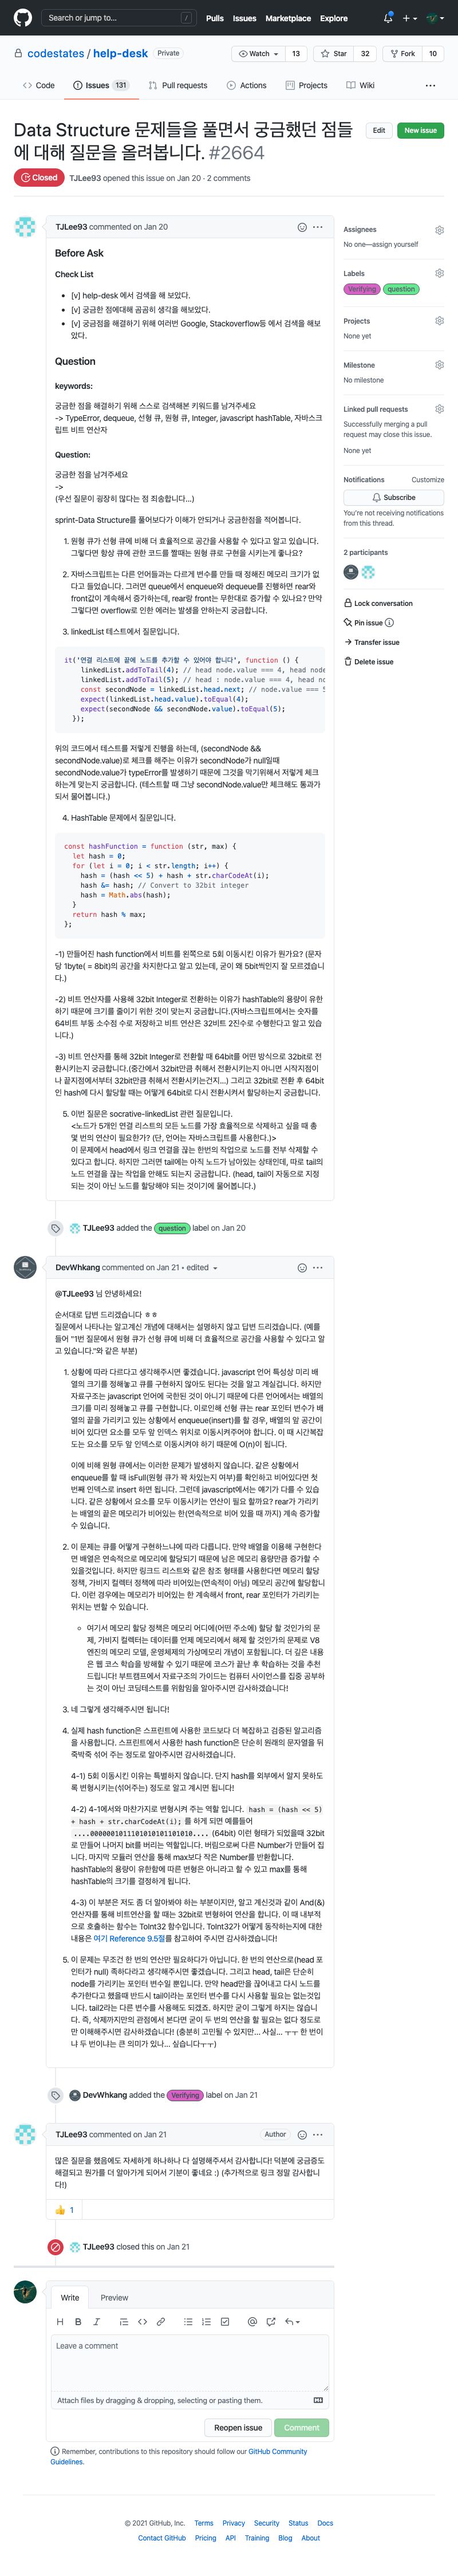 Search or jump to...
/
Pulls Issues Marketplace Explore
codestates / help-desk Private
Watch 13 Star 32 Fork 10
Code Issues 131 Pull requests Actions Projects Wiki
Data Structure 문제들을 풀면서 궁금했던 점들
에 대해 질문을 올려봅니다. #2664
Edit New issue
Closed TJLee93 opened this issue on Jan 20 · 2 comments
TJLee93 commented on Jan 20
Before Ask
Check List
[v] help-desk 에서 검색을 해 보았다.
[v] 궁금한 점에대해 곰곰히 생각을 해보았다.
[v] 궁금점을 해결하기 위해 여러번 Google, Stackoverflow등 에서 검색을 해보
았다.
Question
keywords:
궁금한 점을 해결하기 위해 스스로 검색해본 키워드를 남겨주세요
-> TypeError, dequeue, 선형 큐, 원형 큐, Integer, javascript hashTable, 자바스크
립트 비트 연산자
Question:
궁금한 점을 남겨주세요
->
(우선 질문이 굉장히 많다는 점 죄송합니다...)
sprint-Data Structure를 풀어보다가 이해가 안되거나 궁금한점을 적어봅니다.
1. 원형 큐가 선형 큐에 비해 더 효율적으로 공간을 사용할 수 있다고 알고 있습니다.
그렇다면 항상 큐에 관한 코드를 짤때는 원형 큐로 구현을 시키는게 좋나요?
2. 자바스크립트는 다른 언어들과는 다르게 변수를 만들 때 정해진 메모리 크기가 없
다고 들었습니다. 그러면 queue에서 enqueue와 dequeue를 진행하면 rear와
front값이 계속해서 증가하는데, rear랑 front는 무한대로 증가할 수 있나요? 만약
그렇다면 overflow로 인한 에러는 발생을 안하는지 궁금합니다.
3. linkedList 테스트에서 질문입니다.
it('연결 리스트에 끝에 노드를 추가할 수 있어야 합니다', function () {
linkedList.addToTail(4); // head node.value === 4, head node
linkedList.addToTail(5); // head : node.value === 4, head no
const secondNode = linkedList.head.next; // node.value === 5
expect(linkedList.head.value).toEqual(4);
expect(secondNode && secondNode.value).toEqual(5);
});
위의 코드에서 테스트를 저렇게 진행을 하는데, (secondNode &&
secondNode.value)로 체크를 해주는 이유가 secondNode가 null일때
secondNode.value가 typeError를 발생하기 때문에 그것을 막기위해서 저렇게 체크
하는게 맞는지 궁금합니다. (테스트할 때 그냥 secondNode.value만 체크해도 통과가
되서 물어봅니다.)
4. HashTable 문제에서 질문입니다.
const hashFunction = function (str, max) {
let hash = 0;
for (let i = 0; i < str.length; i++) {
hash = (hash << 5) + hash + str.charCodeAt(i);
hash &= hash; // Convert to 32bit integer
hash = Math.abs(hash);
}
return hash % max;
};
-1) 만들어진 hash function에서 비트를 왼쪽으로 5회 이동시킨 이유가 뭔가요? (문자
당 1byte( = 8bit)의 공간을 차지한다고 알고 있는데, 굳이 왜 5bit씩인지 잘 모르겠습니
다.)
-2) 비트 연산자를 사용해 32bit Integer로 전환하는 이유가 hashTable의 용량이 유한
하기 때문에 크기를 줄이기 위한 것이 맞는지 궁금합니다.(자바스크립트에서는 숫자를
64비트 부동 소수점 수로 저장하고 비트 연산은 32비트 2진수로 수행한다고 알고 있습
니다.)
-3) 비트 연산자를 통해 32bit Integer로 전환할 때 64bit를 어떤 방식으로 32bit로 전
환시키는지 궁금합니다.(중간에서 32bit만큼 취해서 전환시키는지 아니면 시작지점이
나 끝지점에서부터 32bit만큼 취해서 전환시키는건지...) 그리고 32bit로 전환 후 64bit
인 hash에 다시 할당할 때는 어떻게 64bit로 다시 전환시켜서 할당하는지 궁금합니다.
5. 이번 질문은 socrative-linkedList 관련 질문입니다.
<노드가 5개인 연결 리스트의 모든 노드를 가장 효율적으로 삭제하고 싶을 때 총
몇 번의 연산이 필요한가? (단, 언어는 자바스크립트를 사용한다.)>
이 문제에서 head에서 링크 연결을 끊는 한번의 작업으로 노드를 전부 삭제할 수
있다고 합니다. 하지만 그러면 tail에는 아직 노드가 남아있는 상태인데, 따로 tail의
노드 연결을 끊는 작업을 안해도 되는지 궁금합니다. (head, tail이 자동으로 지정
되는 것이 아닌 노드를 할당해야 되는 것이기에 물어봅니다.)
TJLee93 added the question label on Jan 20
DevWhkang commented on Jan 21 • edited
@TJLee93 님 안녕하세요!
순서대로 답변 드리겠습니다 ㅎㅎ
질문에서 나타나는 알고계신 개념에 대해서는 설명하지 않고 답변 드리겠습니다. (예를
들어 "1번 질문에서 원형 큐가 선형 큐에 비해 더 효율적으로 공간을 사용할 수 있다고 알
고 있습니다."와 같은 부분)
1. 상황에 따라 다르다고 생각해주시면 좋겠습니다. javascript 언어 특성상 미리 배
열의 크기를 정해놓고 큐를 구현하지 않아도 된다는 것을 알고 계실겁니다. 하지만
자료구조는 javascript 언어에 국한된 것이 아니기 때문에 다른 언어에서는 배열의
크기를 미리 정해놓고 큐를 구현합니다. 이로인해 선형 큐는 rear 포인터 변수가 배
열의 끝을 가리키고 있는 상황에서 enqueue(insert)를 할 경우, 배열의 앞 공간이
비어 있다면 요소를 모두 앞 인덱스 위치로 이동시켜주어야 합니다. 이 때 시간복잡
도는 요소를 모두 앞 인덱스로 이동시켜야 하기 때문에 O(n)이 됩니다.
이에 비해 원형 큐에서는 이러한 문제가 발생하지 않습니다. 같은 상황에서
enqueue를 할 때 isFull(원형 큐가 꽉 차있는지 여부)를 확인하고 비어있다면 첫
번째 인덱스로 insert 하면 됩니다. 그런데 javascript에서는 얘기가 다를 수 있습
니다. 같은 상황에서 요소를 모두 이동시키는 연산이 필요 할까요? rear가 가리키
는 배열의 끝은 메모리가 비어있는 한(연속적으로 비어 있을 때 까지) 계속 증가할
수 있습니다.
2. 이 문제는 큐를 어떻게 구현하느냐에 따라 다릅니다. 만약 배열을 이용해 구현한다
면 배열은 연속적으로 메모리에 할당되기 때문에 남은 메모리 용량만큼 증가할 수
있을것입니다. 하지만 링크드 리스트와 같은 참조 형태를 사용한다면 메모리 할당
정책, 가비지 컬렉터 정책에 따라 비어있는(연속적이 아닌) 메모리 공간에 할당합니
다. 이런 경우에는 메모리가 비어있는 한 계속해서 front, rear 포인터가 가리키는
위치는 변할 수 있습니다.
여기서 메모리 할당 정책은 메모리 어디에(어떤 주소에) 할당 할 것인가의 문
제, 가비지 컬렉터는 데이터를 언제 메모리에서 해제 할 것인가의 문제로 V8
엔진의 메모리 모델, 운영체제의 가상메모리 개념이 포함됩니다. 더 깊은 내용
은 웹 코스 학습을 방해할 수 있기 때문에 코스가 끝난 후 학습하는 것을 추천
드립니다! 부트캠프에서 자료구조의 가이드는 컴퓨터 사이언스를 집중 공부하
는 것이 아닌 코딩테스트를 위함임을 알아주시면 감사하겠습니다!
3. 네 그렇게 생각해주시면 됩니다!
4. 실제 hash function은 스프린트에 사용한 코드보다 더 복잡하고 검증된 알고리즘
을 사용합니다. 스프린트에서 사용한 hash function은 단순히 원래의 문자열을 뒤
죽박죽 섞어 주는 정도로 알아주시면 감사하겠습니다.
4-1) 5회 이동시킨 이유는 특별하지 않습니다. 단지 hash를 외부에서 알지 못하도
록 변형시키는(섞어주는) 정도로 알고 계시면 됩니다!
4-2) 4-1에서와 마찬가지로 변형시켜 주는 역할 입니다. hash = (hash << 5)
+ hash + str.charCodeAt(i); 를 하게 되면 예를들어
(64bit) 이런 형태가 되었을때 32bit
로 만들어 나머지 bit를 버리는 역할입니다. 버림으로써 다른 Number가 만들어 집
니다. 마지막 모듈러 연산을 통해 max보다 작은 Number를 반환합니다.
hashTable의 용량이 유한함에 따른 변형은 아니라고 할 수 있고 max를 통해
hashTable의 크기를 결정하게 됩니다.
4-3) 이 부분은 저도 좀 더 알아봐야 하는 부분이지만, 알고 계신것과 같이 And(&)
연산자를 통해 비트연산을 할 때는 32bit로 변형하여 연산을 합니다. 이 때 내부적
으로 호출하는 함수는 ToInt32 함수입니다. ToInt32가 어떻게 동작하는지에 대한
내용은 여기 Reference 9.5절를 참고하여 주시면 감사하겠습니다!
5. 이 문제는 무조건 한 번의 연산만 필요하다가 아닙니다. 한 번의 연산으로(head 포
인터가 null) 족하다라고 생각해주시면 좋겠습니다. 그리고 head, tail은 단순히
node를 가리키는 포인터 변수일 뿐입니다. 만약 head만을 끊어내고 다시 노드를
추가한다고 했을때 반드시 tail이라는 포인터 변수를 다시 사용할 필요는 없는것입
니다. tail2라는 다른 변수를 사용해도 되겠죠. 하지만 굳이 그렇게 하지는 않습니
다. 즉, 삭제까지만의 관점에서 본다면 굳이 두 번의 연산을 할 필요는 없다 정도로
만 이해해주시면 감사하겠습니다! (충분히 고민될 수 있지만... 사실... ㅜㅜ 한 번이
나 두 번이냐는 큰 의미가 있나... 싶습니다ㅜㅜ)
DevWhkang added the Verifying label on Jan 21
TJLee93 commented on Jan 21 Author
많은 질문을 했음에도 자세하게 하나하나 다 설명해주셔서 감사합니다! 덕분에 궁금증도
해결되고 뭔가를 더 알아가게 되어서 기분이 좋네요 :) (추가적으로 링크 정말 감사합니
다!)
1
TJLee93 closed this on Jan 21
Write Preview
Leave a comment
Attach files by dragging & dropping, selecting or pasting them.
Reopen issue Comment
Remember, contributions to this repository should follow our GitHub Community
Guidelines.
Assignees
No one—assign yourself
Labels
Verifying question
Projects
None yet
Milestone
No milestone
Linked pull requests
Successfully merging a pull
request may close this issue.
None yet
Notifications Customize
Subscribe
You're not receiving notifications
from this thread.
2 participants
Lock conversation
Pin issue
Transfer issue
Delete issue
© 2021 GitHub, Inc. Terms Privacy Security Status Docs
Contact GitHub Pricing API Training Blog About